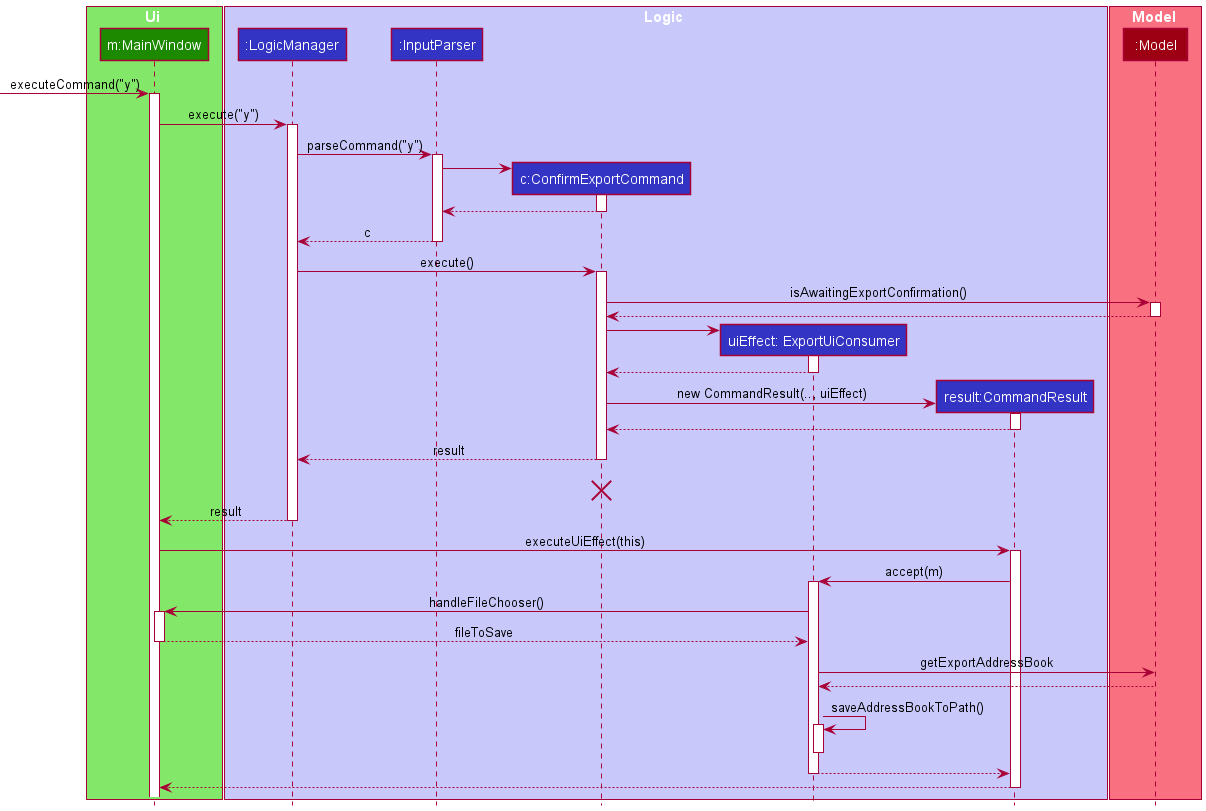 Ui
Logic
Model
m:MainWindow
:LogicManager
:InputParser
:Model
executeCommand("y")
execute("y")
parseCommand("y")
c:ConfirmExportCommand
c
execute()
isAwaitingExportConfirmation()
uiEffect: ExportUiConsumer
new CommandResult(..., uiEffect)
result:CommandResult
result
result
executeUiEffect(this)
accept(m)
handleFileChooser()
fileToSave
getExportAddressBook
saveAddressBookToPath()